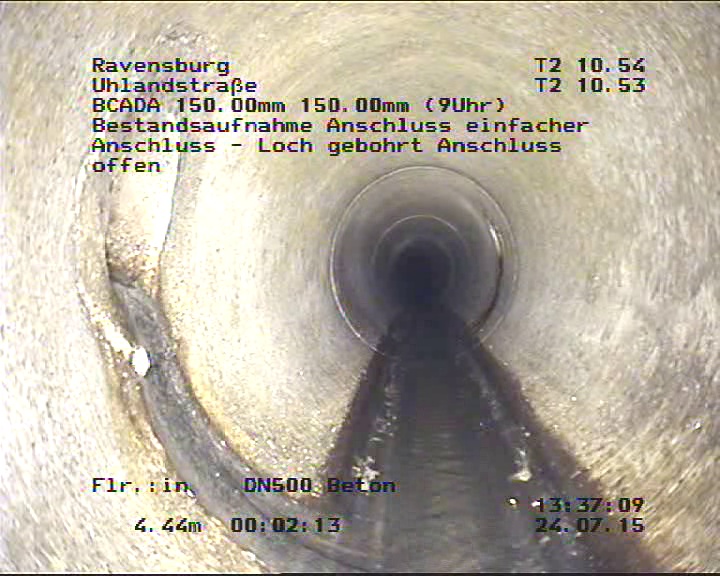 Ravensburg T2 10.54
Uhlandstraße T2 10.53
BCADA 150.00mm 150.00mm (9Uhr)
Bestandsaufnahme Anschluss einfacher
Anschluss - Loch gebohrt Anschluss
offen
Flr.:in DN500 Beton
13:37:09
4.44m 00:02:13 24.07.15